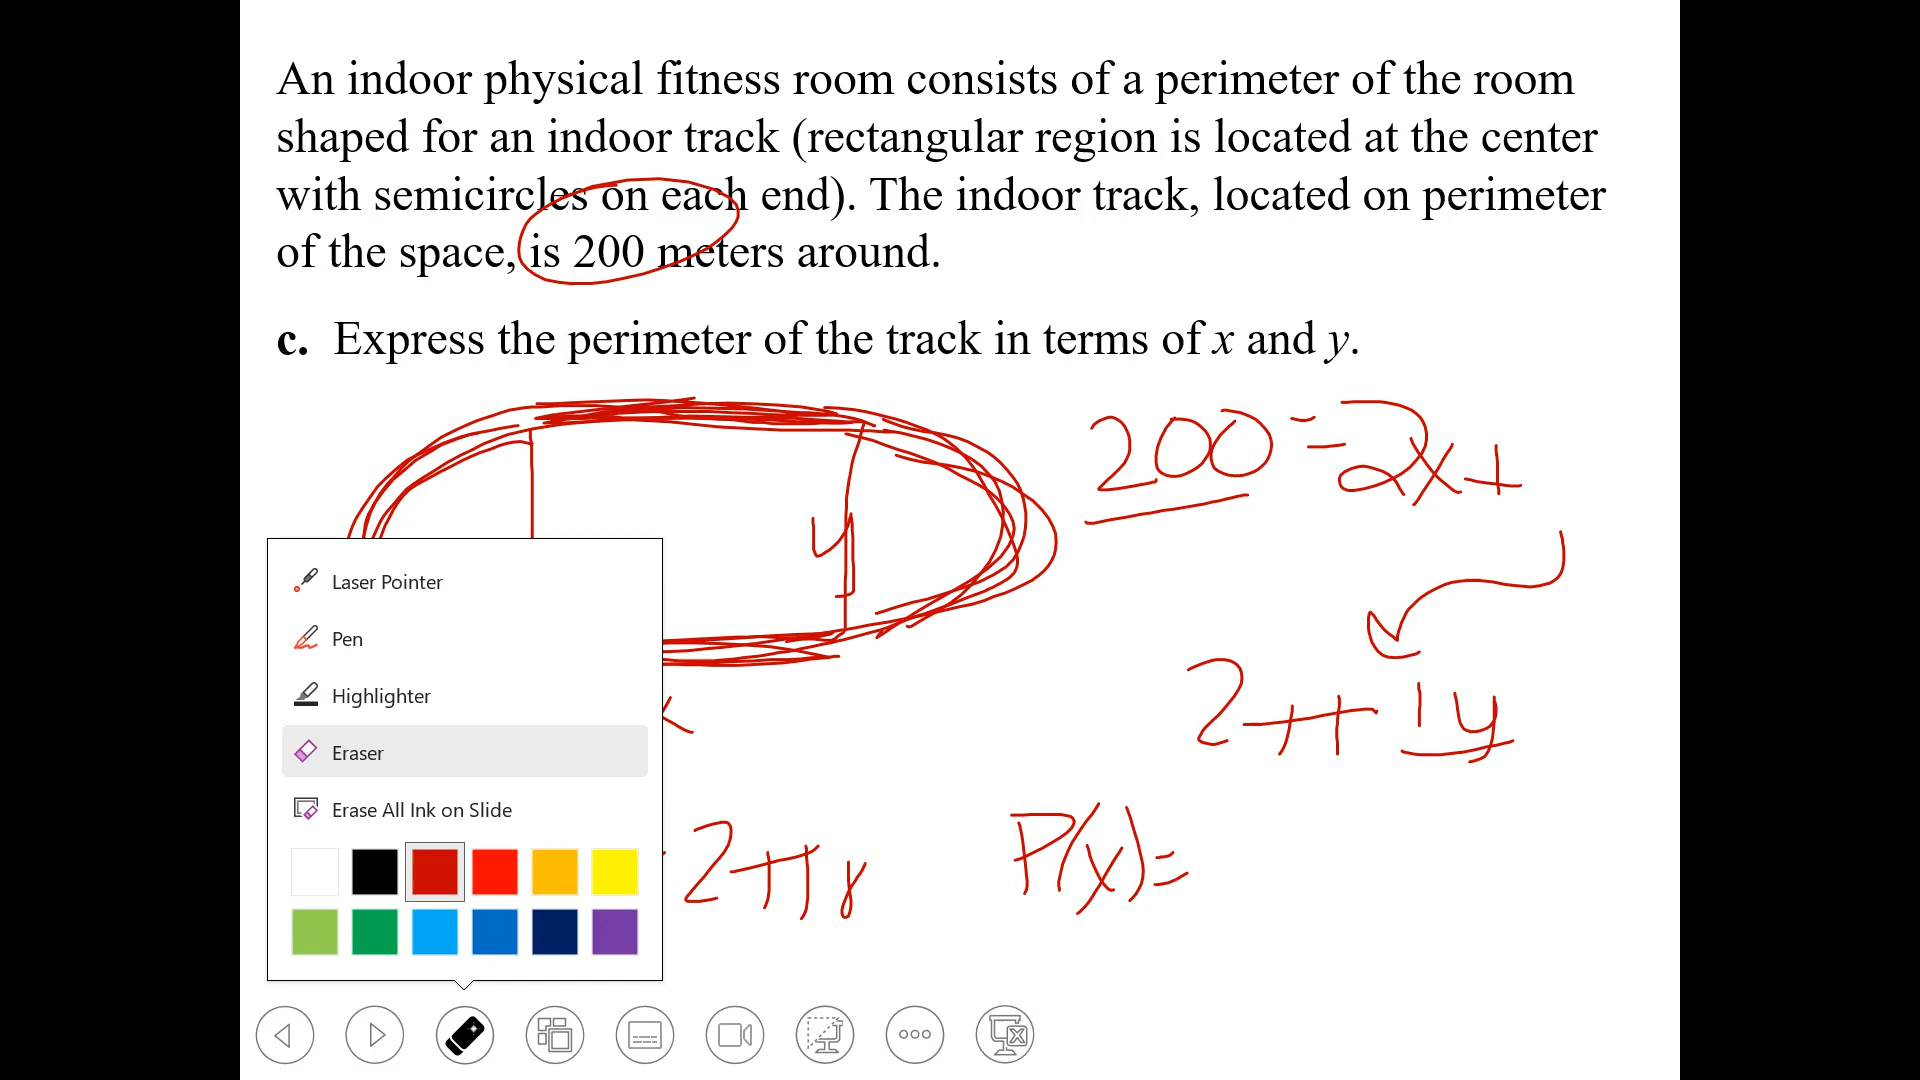 An indoor physical fitness room consists of a perimeter of the room
shaped for an indoor track (rectangular region is located at the center
with semicircles on each end). The indoor track, located on perimeter
of the space, is 200 meters around.
c. Express the perimeter of the track in terms of x and y.
200 = 2x +
y
Laser Pointer
Pen
Highlighter
Eraser
Erase All Ink on Slide
2π
y
2πr
P(x)=